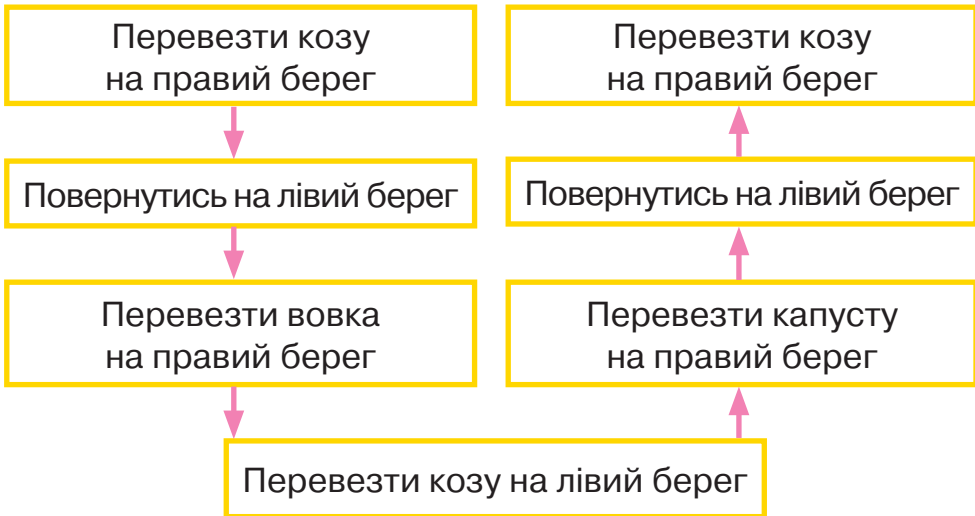 Перевезти козу
на правий берег
Повернутись на лівий берег
Перевезти вовка
на правий берег
Перевезти козу на лівий берег
Перевезти капусту
на правий берег
Повернутись на лівий берег
Перевезти козу
на правий берег